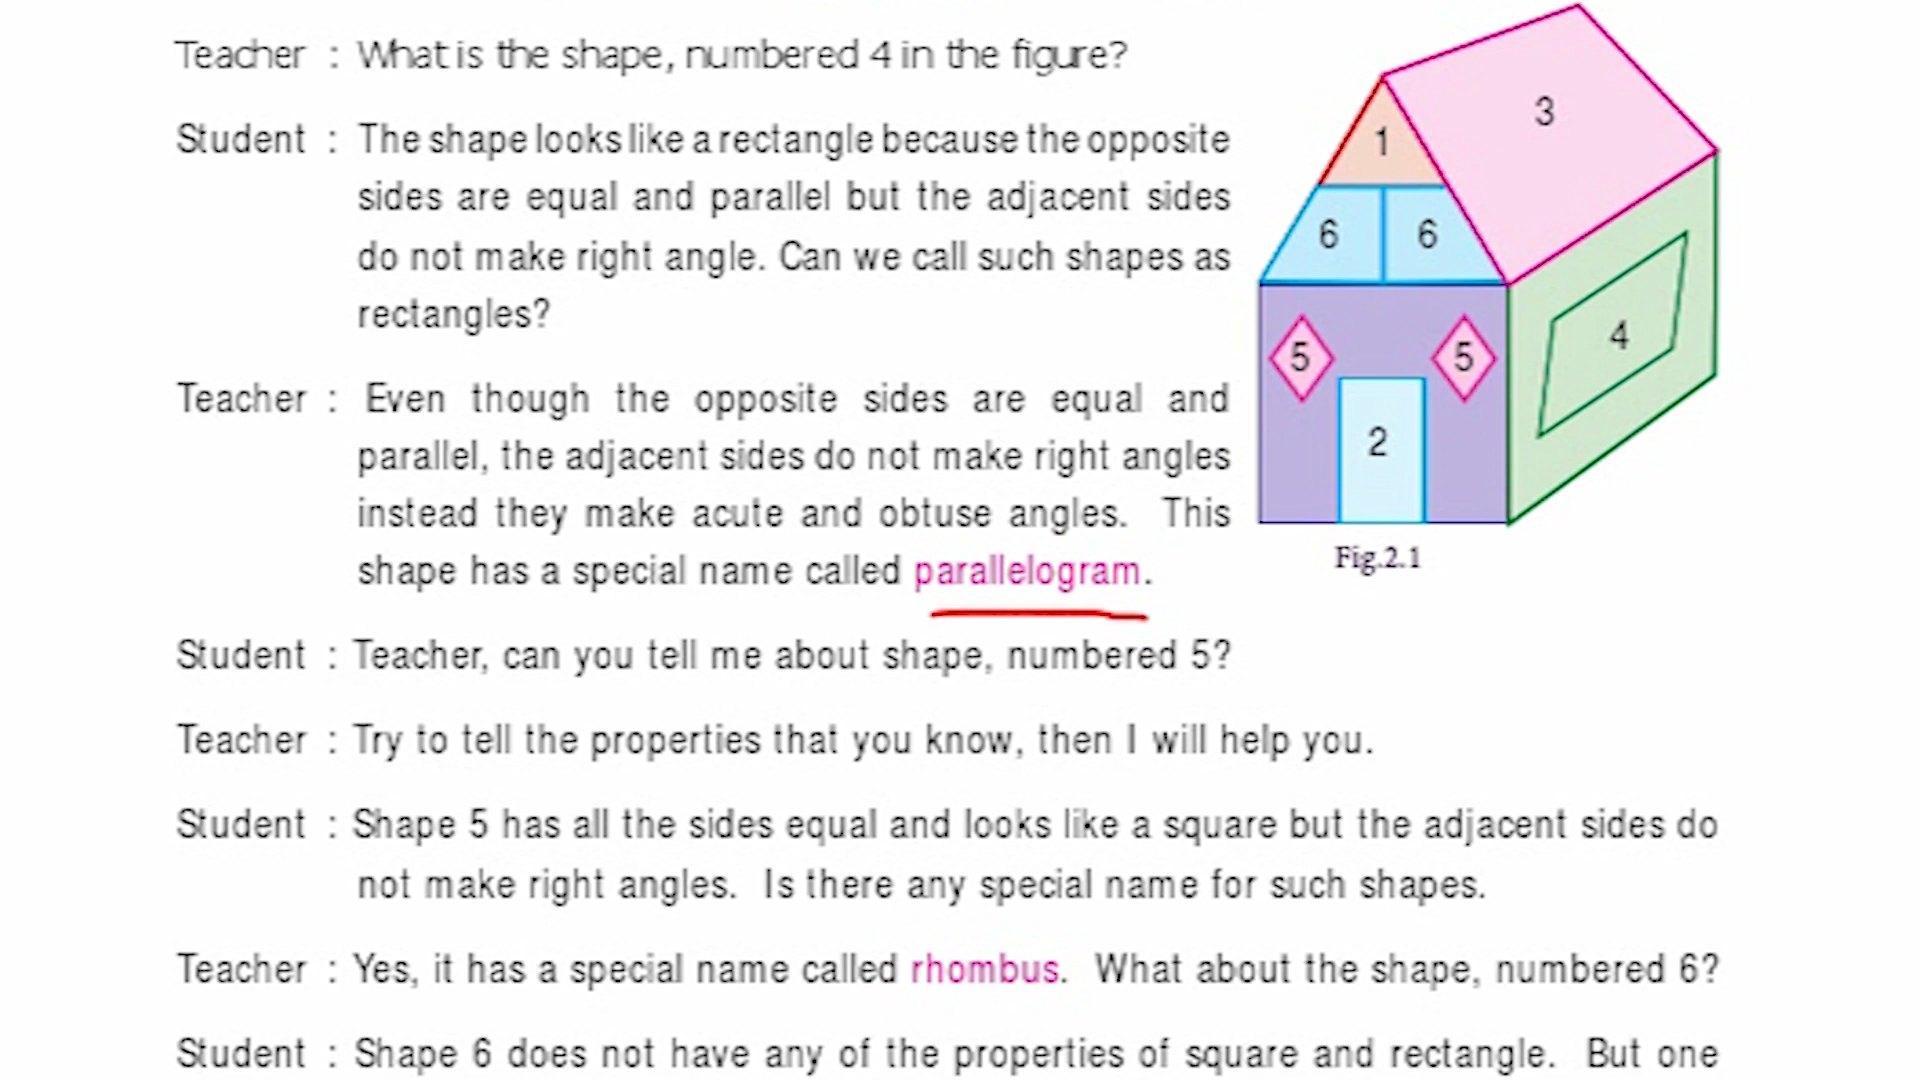 Teacher : What is the shape, numbered 4 in the figure?
Student : The shape looks like a rectangle because the opposite
sides are equal and parallel but the adjacent sides
do not make right angle. Can we call such shapes as
rectangles?
Teacher : Even though the opposite sides are equal and
parallel, the adjacent sides do not make right angles
instead they make acute and obtuse angles. This
shape has a special name called parallelogram.
1
3
6
6
4
5
5
2
Fig.2.1
Student : Teacher, can you tell me about shape, numbered 5?
Teacher : Try to tell the properties that you know, then I will help you.
Student : Shape 5 has all the sides equal and looks like a square but the adjacent sides do
not make right angles. Is there any special name for such shapes.
Teacher : Yes, it has a special name called rhombus. What about the shape, numbered 6?
Student : Shape 6 does not have any of the properties of square and rectangle. But one